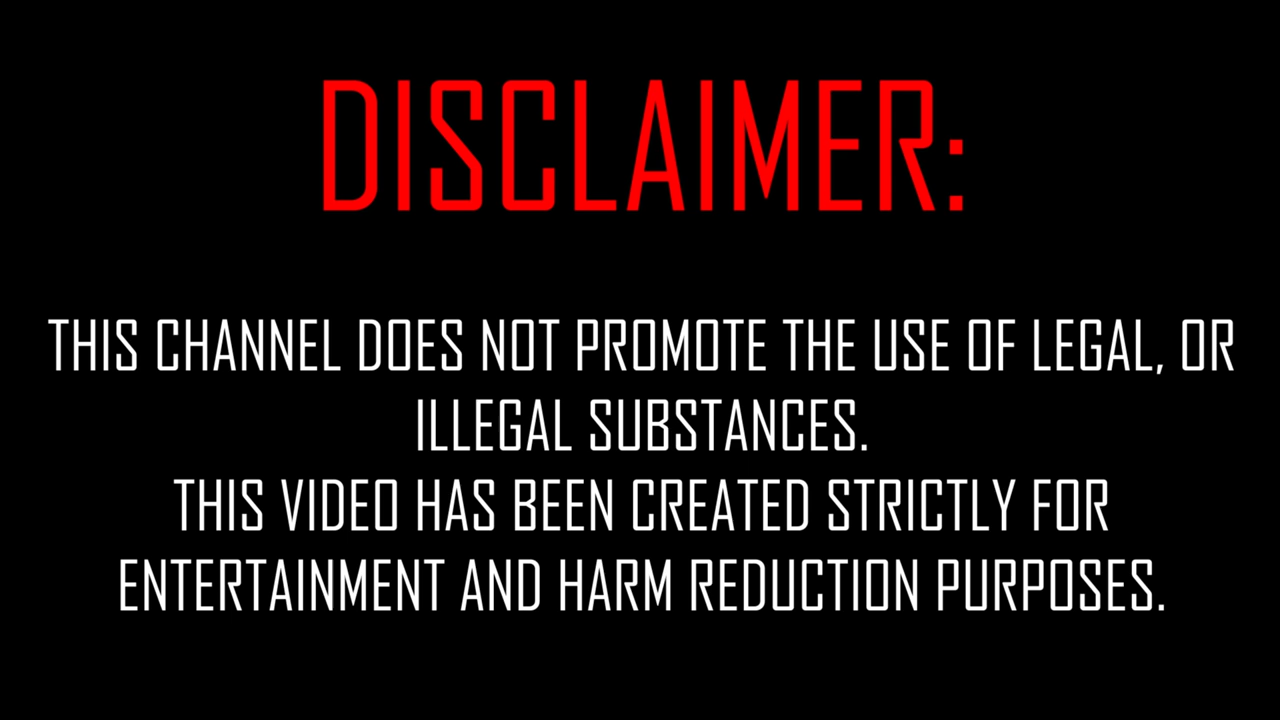 DISCLAIMER:
THIS CHANNEL DOES NOT PROMOTE THE USE OF LEGAL, OR
ILLEGAL SUBSTANCES.
THIS VIDEO HAS BEEN CREATED STRICTLY FOR
ENTERTAINMENT AND HARM REDUCTION PURPOSES.